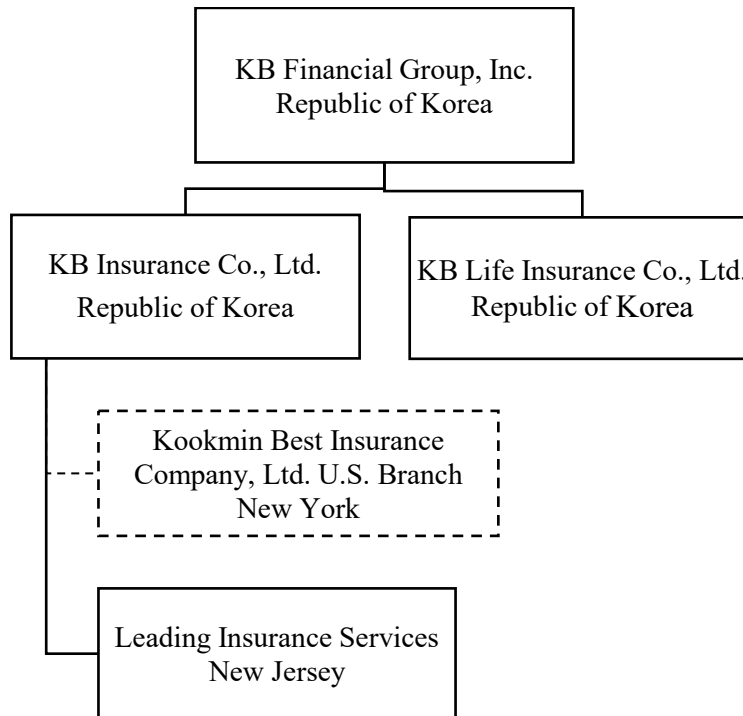 KB Financial Group, Inc.
Republic of Korea
KB Insurance Co., Ltd.
Republic of Korea
KB Life Insurance Co., Ltd.
Republic of Korea
Kookmin Best Insurance
Company, Ltd. U.S. Branch
New York
Leading Insurance Services
New Jersey